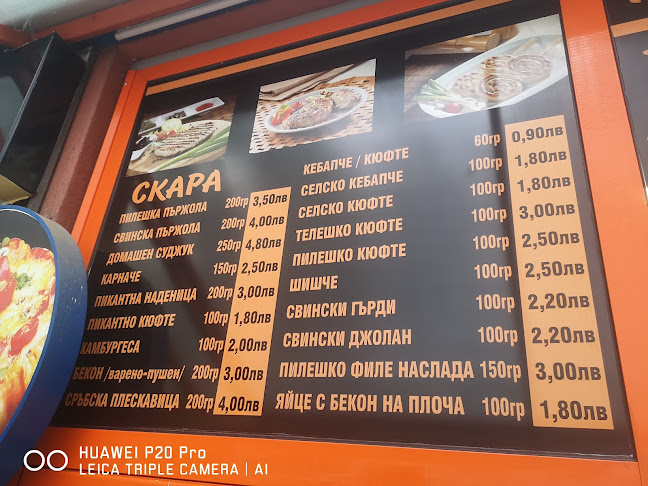 СКАРА
ПИЛЕШКА ПЪРЖОЛА 200гр 3,50лв
СВИНСКА ПЪРЖОЛА 200гр 4,00лв
ДОМАШЕН СУДЖУК 250гр 4,80лв
КАРНАЧЕ 150гр 2,50лв
ПИКАНТНА НАДЕНИЦА 200гр 3,00лв
ПИКАНТНО КЮФТЕ 100гр 1,80лв
ХАМБУРГЕСА 100гр 2,00лв
БЕКОН /варено-пушен/ 200гр 3,00лв
СРЪБСКА ПЛЕСКАВИЦА 200гр 4,00лв
КЕБАПЧЕ / КЮФТЕ 60гр 0,90лв
СЕЛСКО КЕБАПЧЕ 100гр 1,80лв
СЕЛСКО КЮФТЕ 100гр 1,80лв
ТЕЛЕШКО КЮФТЕ 100гр 3,00лв
ПИЛЕШКО КЮФТЕ 100гр 2,50лв
ШИШЧЕ 100гр 2,50лв
СВИНСКИ ГЪРДИ 100гр 2,20лв
СВИНСКИ ДЖОЛАН 100гр 2,20лв
ПИЛЕШКО ФИЛЕ НАСЛАДА 150гр 3,00лв
ЯЙЦЕ С БЕКОН НА ПЛОЧА 100гр 1,80лв
HUAWEI P20 Pro
LEICA TRIPLE CAMERA | AI